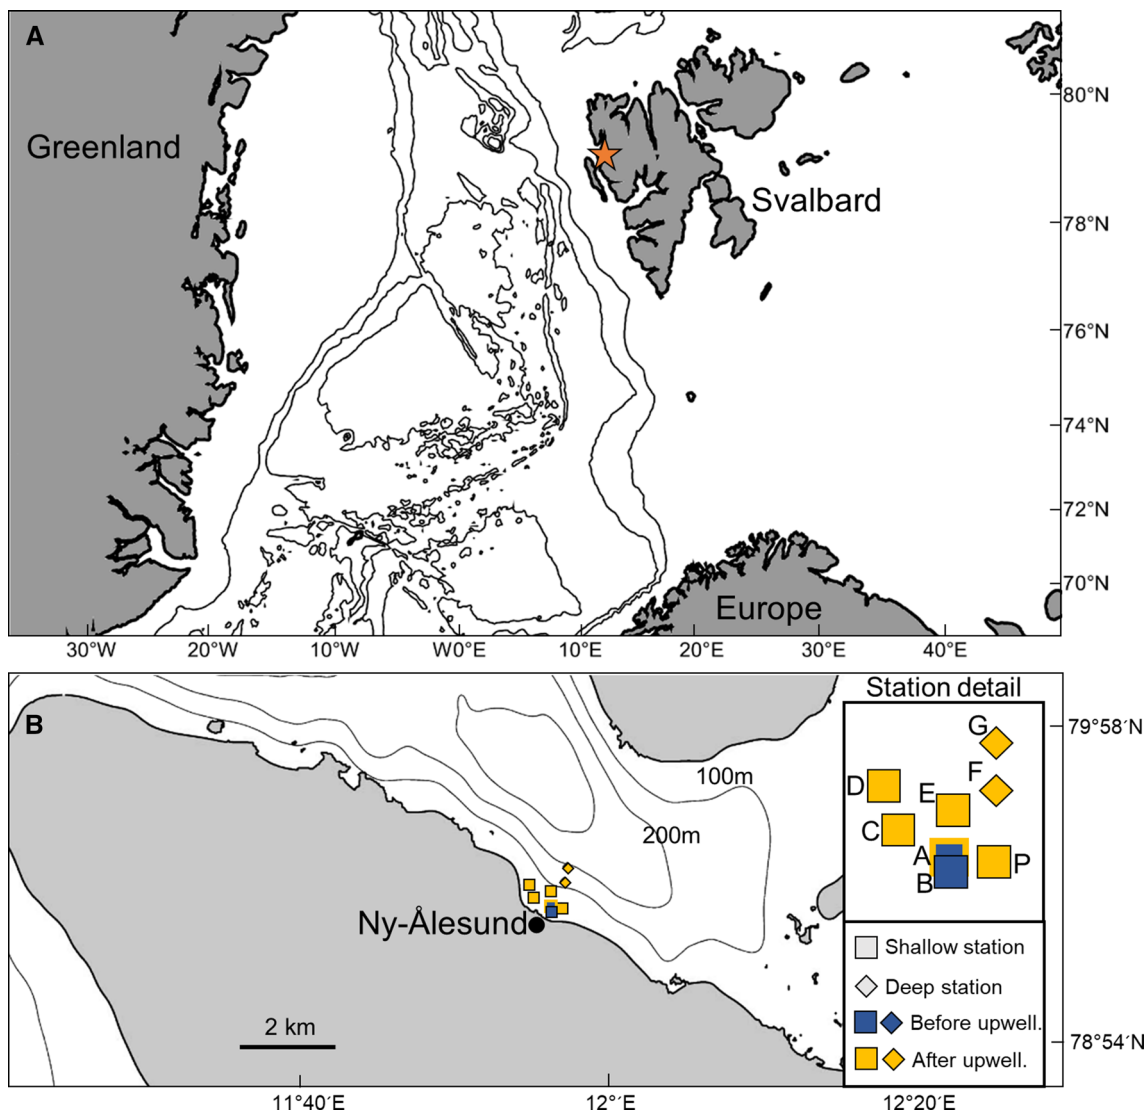 A
Greenland
Svalbard
Europe
80°N
78°N
76°N
74°N
72°N
70°N
30°W
20°W
10°W
W0°E
10°E
20°E
30°E
40°E
B
Station detail
G
F
D
E
C
A
P
B
100m
200m
Ny-Ålesund
2 km
Shallow station
Deep station
Before upwell.
After upwell.
79°58´N
78°54´N
11°40´E
12°´E
12°20´E